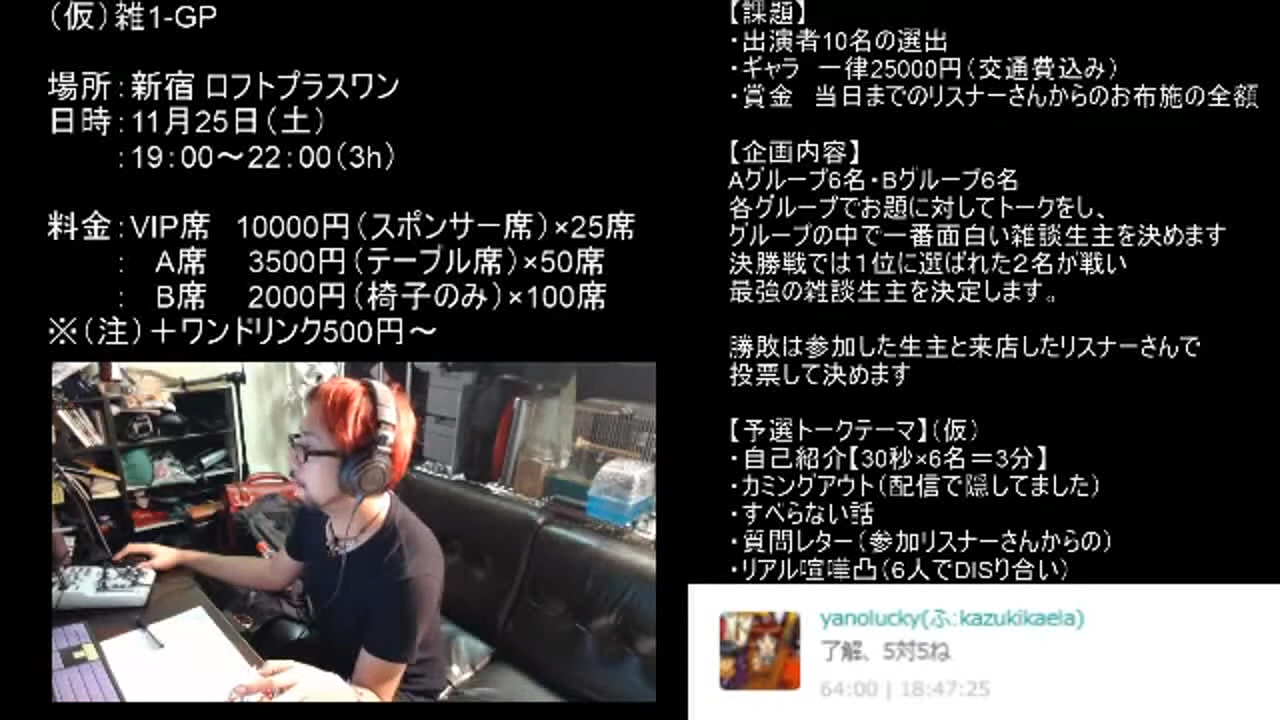 （仮）雑1-GP
場所：新宿 ロフトプラスワン
日時：11月25日（土）
：19：00～22：00（3h）
料金：VIP席 10000円（スポンサー席）×25席
： A席 3500円（テーブル席）×50席
： B席 2000円（椅子のみ）×100席
※（注）＋ワンドリンク500円～
【課題】
・出演者10名の選出
・ギャラ 一律25000円（交通費込み）
・賞金 当日までのリスナーさんからのお布施の全額
【企画内容】
Aグループ6名・Bグループ6名
各グループでお題に対してトークをし、
グループの中で一番面白い雑談生主を決めます
決勝戦では１位に選ばれた２名が戦い
最強の雑談生主を決定します。
勝敗は参加した生主と来店したリスナーさんで
投票して決めます
【予選トークテーマ】（仮）
・自己紹介【30秒×6名＝3分】
・カミングアウト（配信で隠してました）
・すべらない話
・質問レター（参加リスナーさんからの）
・リアル喧嘩凸（6人でDISり合い）
yanolucky(ふ:kazukikaela)
了解、5対5ね
64:00 | 18:47:25